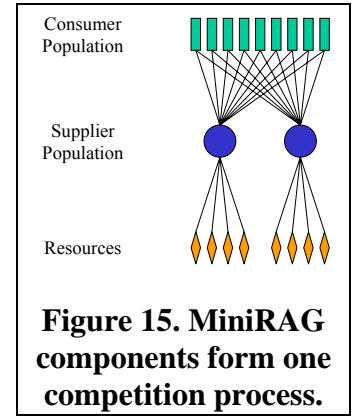 Consumer
Population
Supplier
Population
Resources
Figure 15. MiniRAG
components form one
competition process.